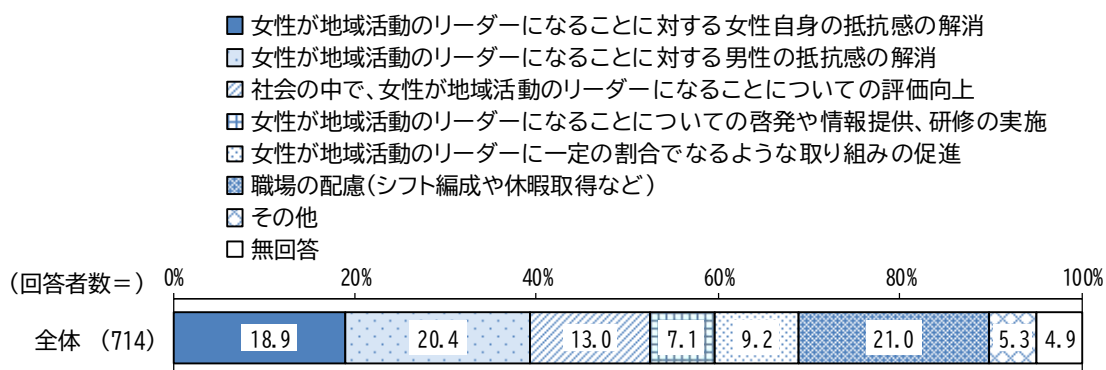 女性が地域活動のリーダーになることに対する女性自身の抵抗感の解消
女性が地域活動のリーダーになることに対する男性の抵抗感の解消
社会の中で、女性が地域活動のリーダーになることについての評価向上
女性が地域活動のリーダーになることについての啓発や情報提供、研修の実施
女性が地域活動のリーダーに一定の割合でなるような取り組みの促進
職場の配慮(シフト編成や休暇取得など)
その他
無回答
(回答者数=) 0% 20% 40% 60% 80% 100%
全体 (714) 18.9 20.4 13.0 7.1 9.2 21.0 5.3 4.9